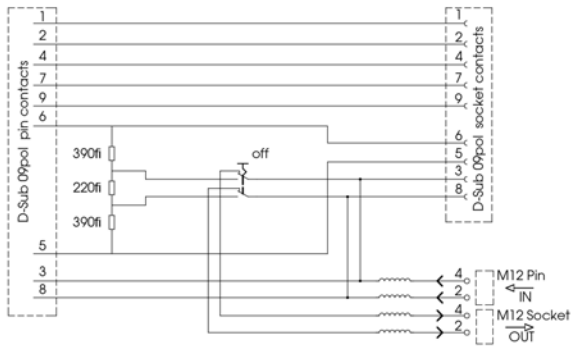 D-Sub 09pol pin contacts
1
2
4
7
9
6
390fi
220fi
390fi
5
3
8
off
1
2
4
7
9
6
5
3
8
D-Sub 09pol socket contacts
4
2
M12 Pin
IN
4
2
M12 Socket
OUT